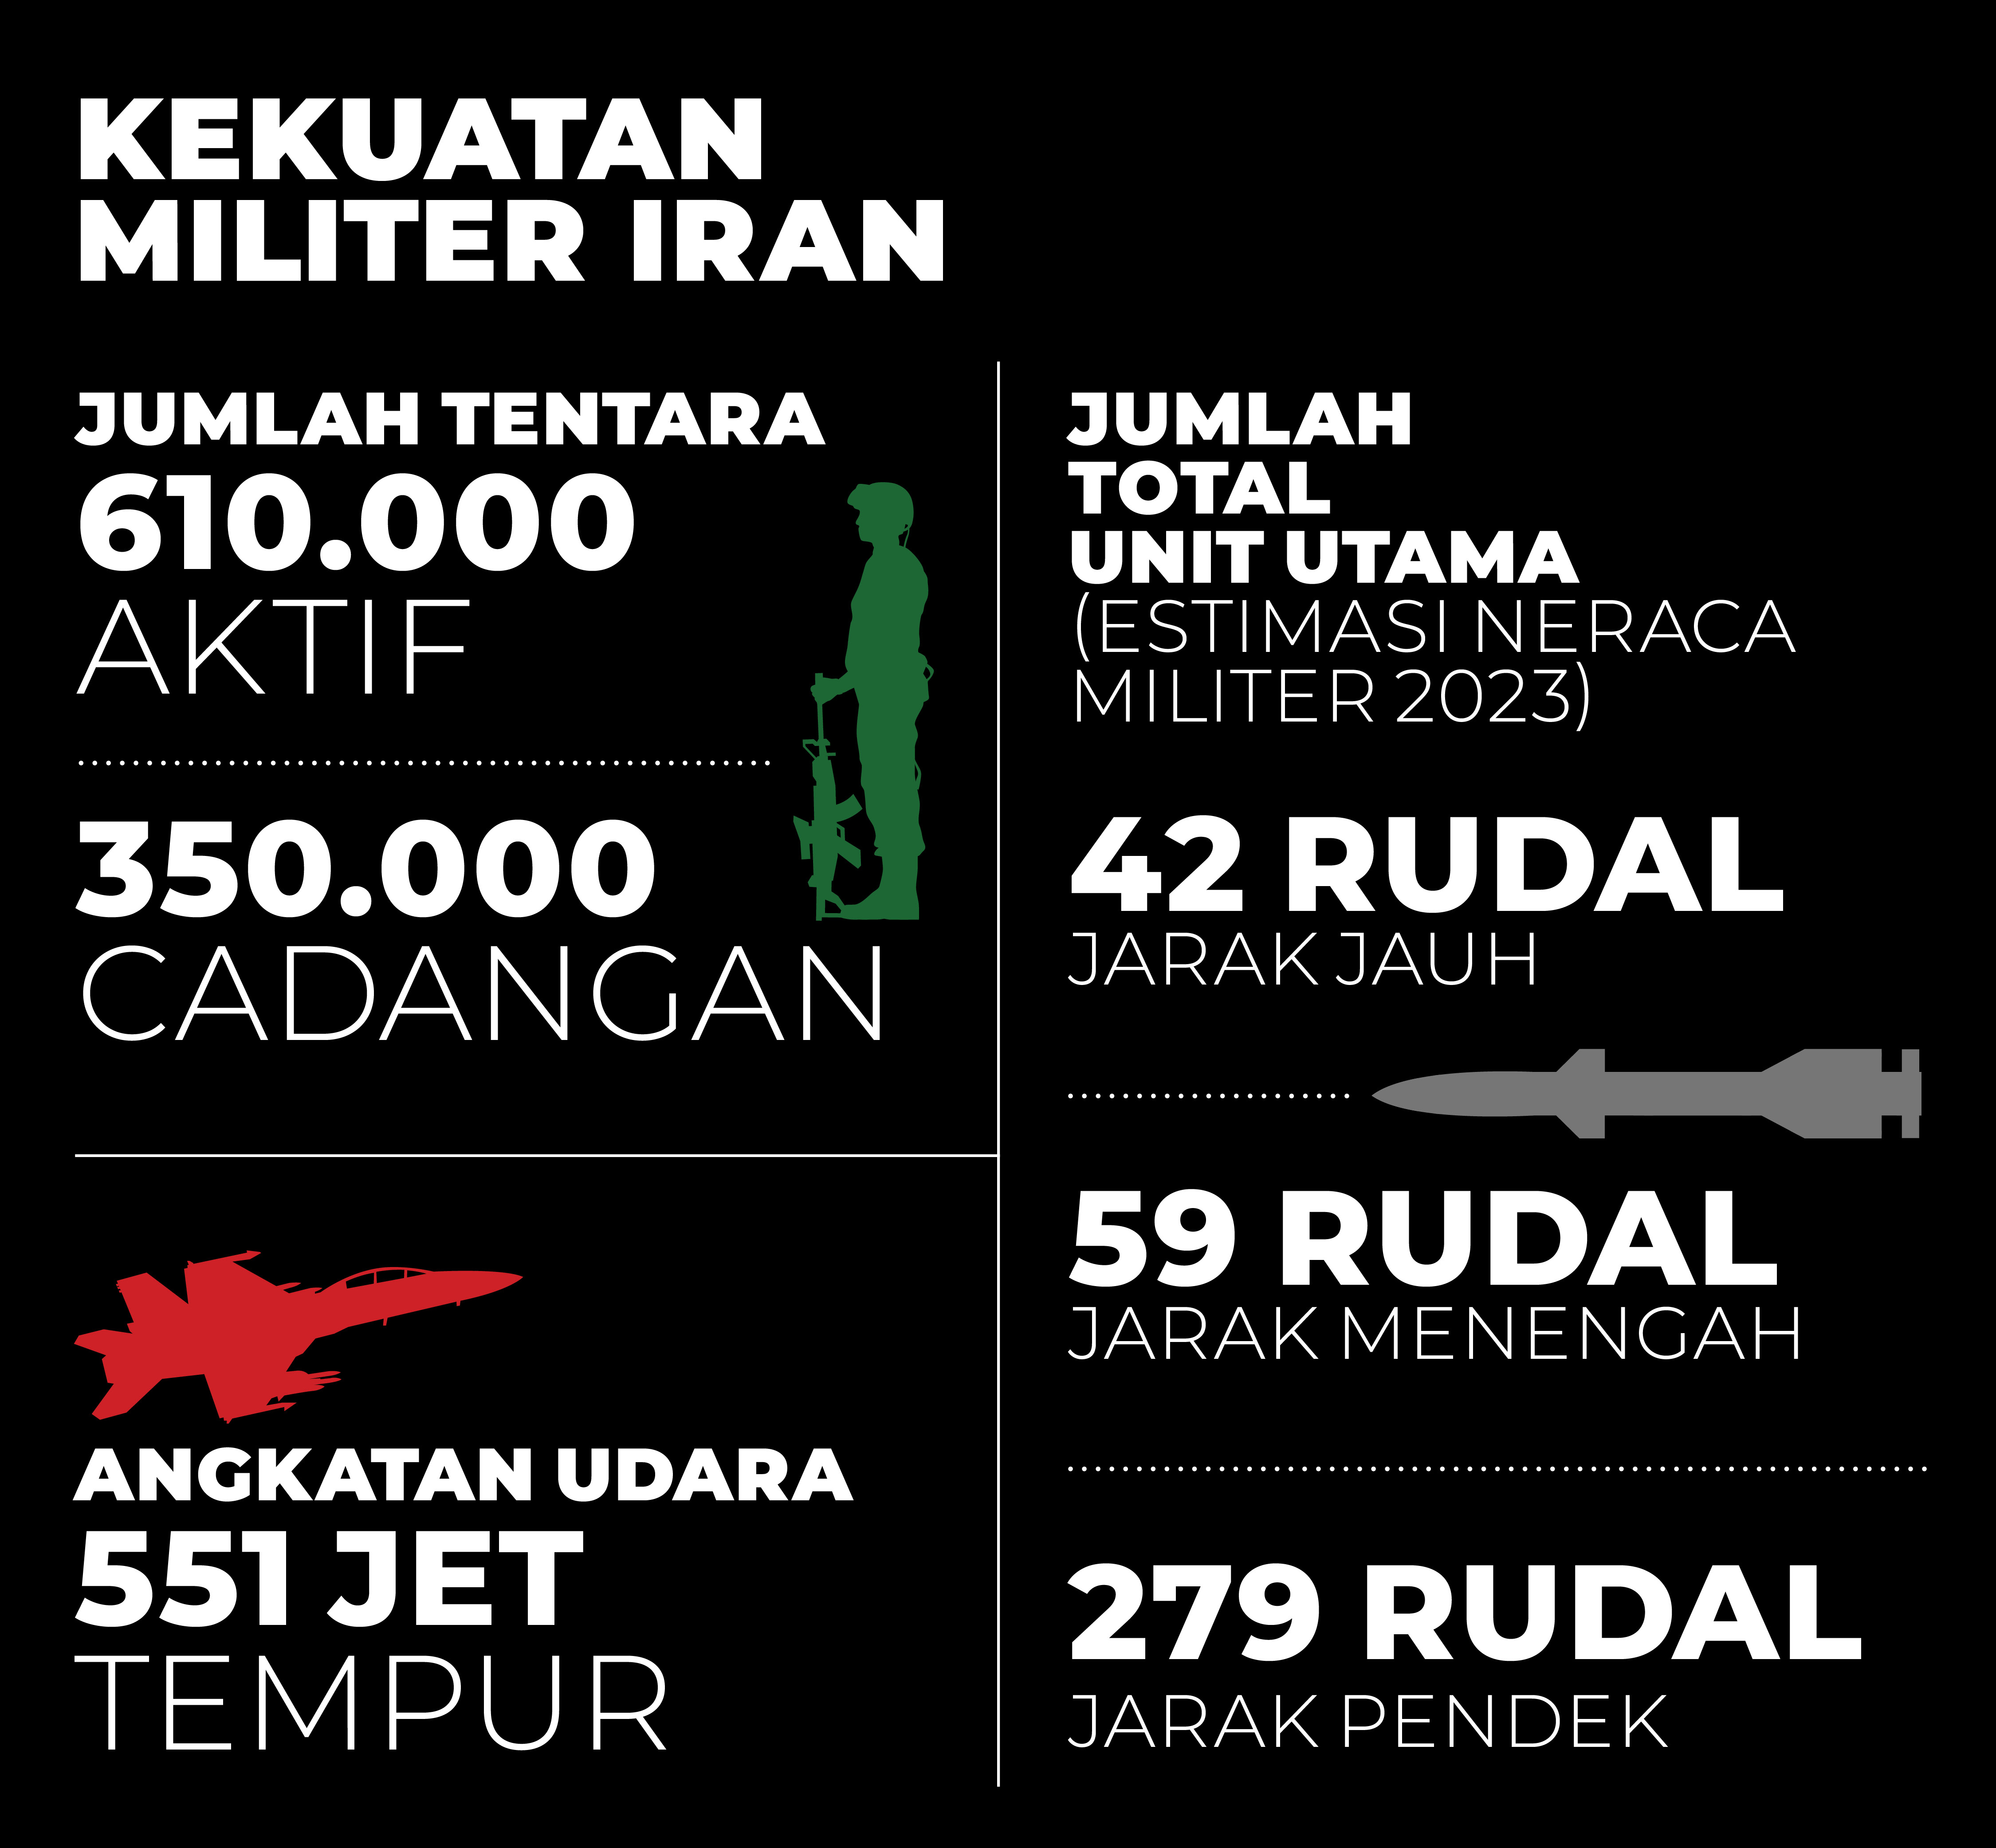 KEKUATAN
MILITER IRAN
JUMLAH TENTARA
610.000
AKTIF
350.000
CADANGAN
ANGKATAN UDARA
551 JET
TEMPUR
JUMLAH
TOTAL
UNIT UTAMA
(ESTIMASI NERACA
MILITER 2023)
42 RUDAL
JARAK JAUH
59 RUDAL
JARAK MENENGAH
279 RUDAL
JARAK PENDEK